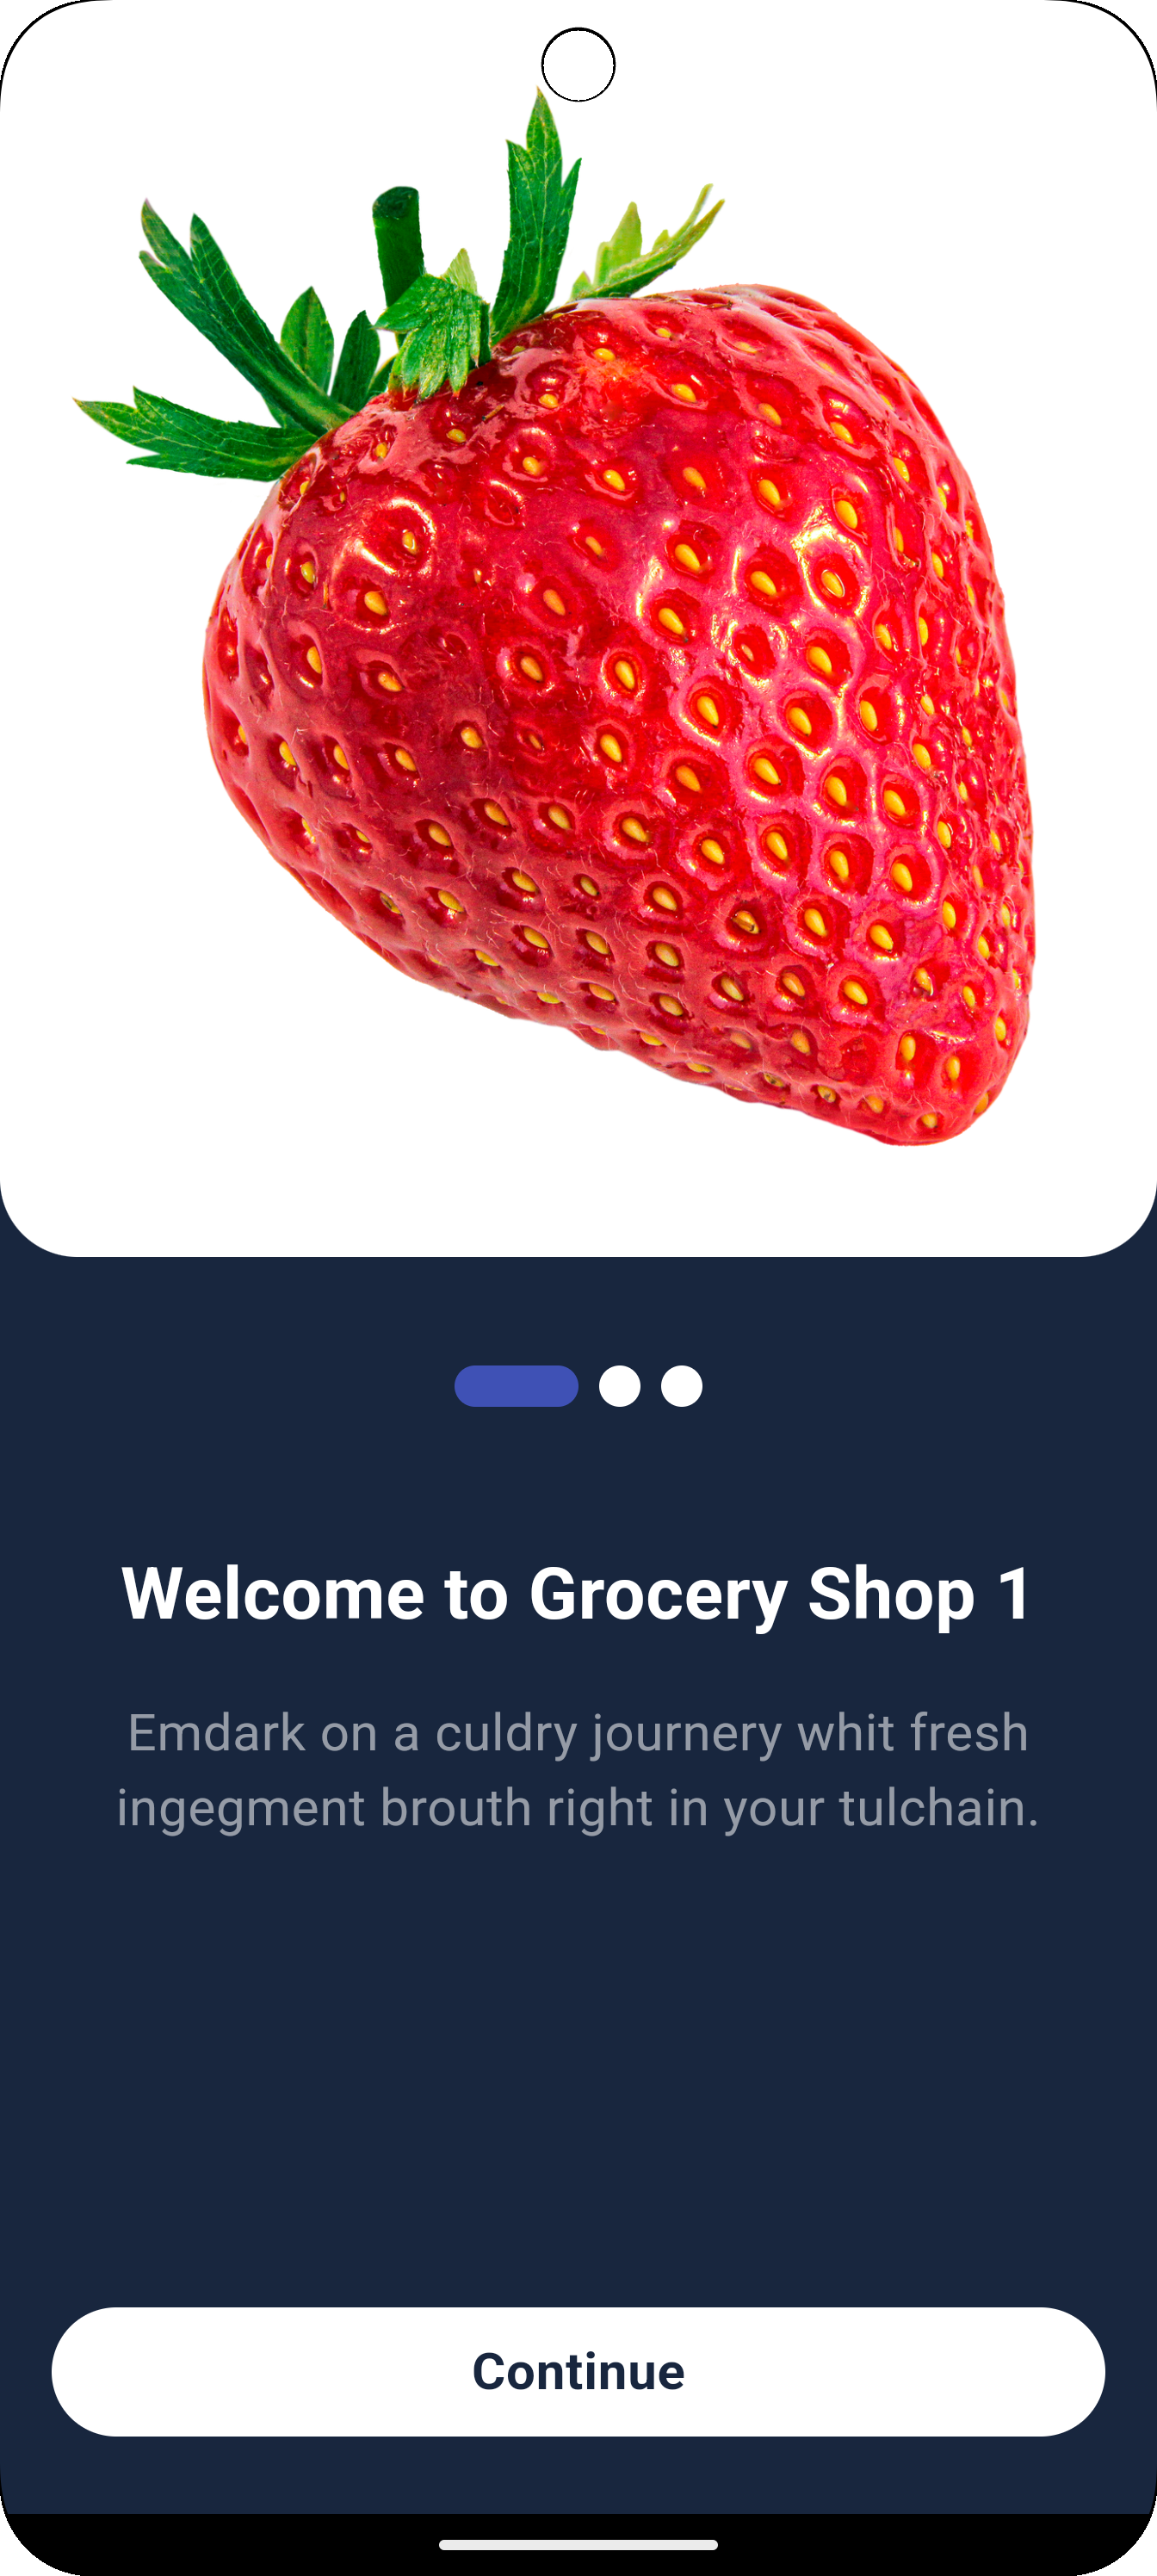 Welcome to Grocery Shop 1
Emdark on a culdry journery whit fresh
ingegment brouth right in your tulchain.
Continue